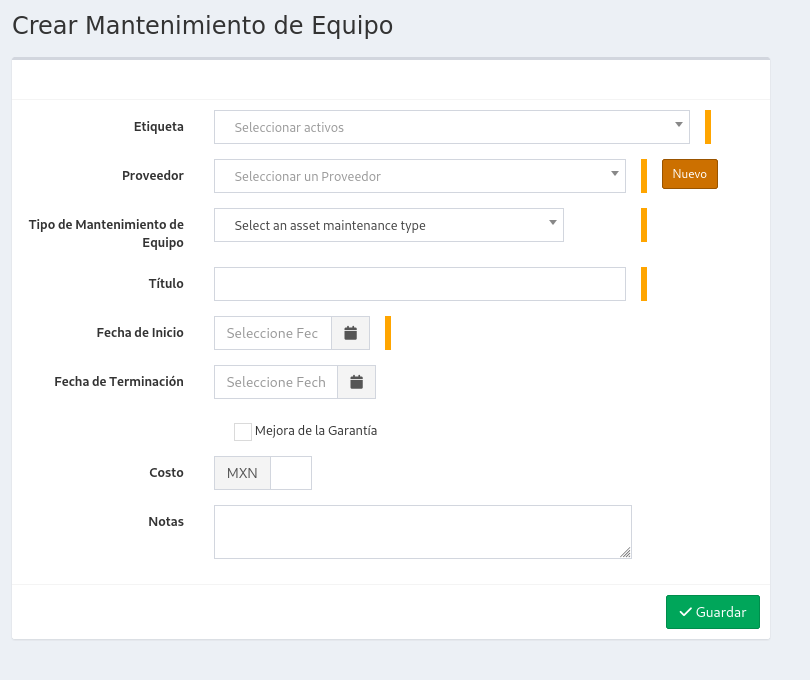 Crear Mantenimiento de Equipo
Etiqueta
Seleccionar activos
Proveedor
Seleccionar un Proveedor
Nuevo
Tipo de Mantenimiento de
Equipo
Select an asset maintenance type
Título
Fecha de Inicio
Seleccione Fec
Fecha de Terminación
Seleccione Fech
Mejora de la Garantía
Costo
MXN
Notas
Guardar